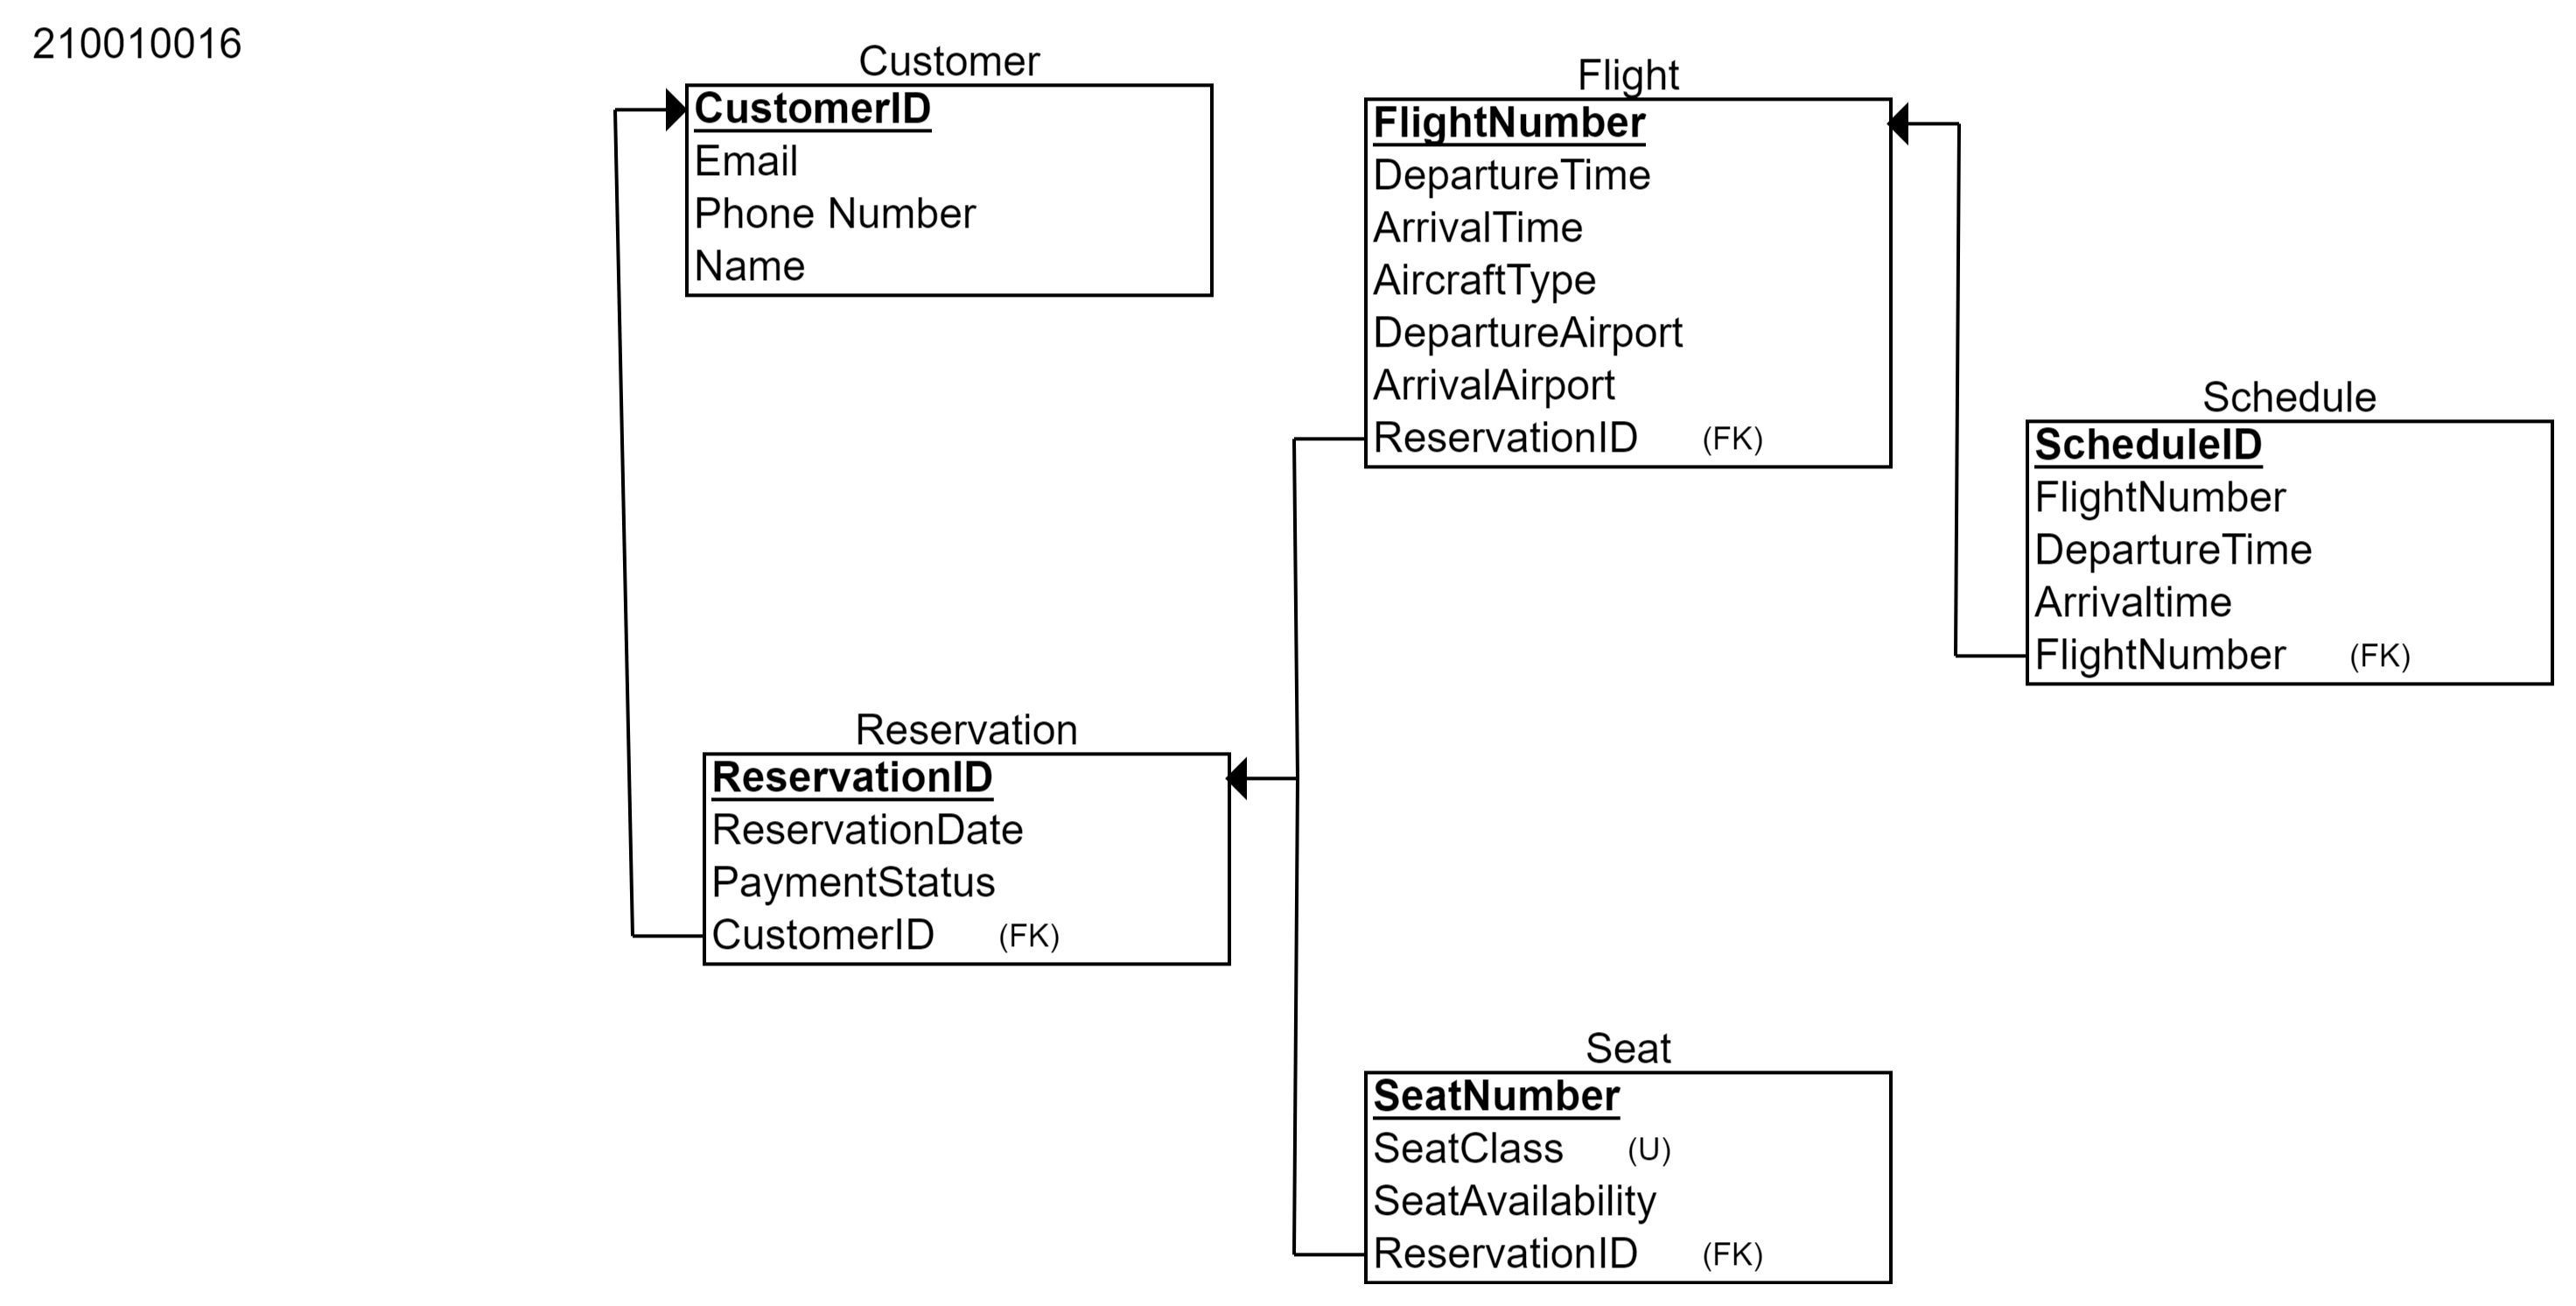 210010016
Customer
CustomerID
Email
Phone Number
Name
Flight
FlightNumber
DepartureTime
ArrivalTime
AircraftType
DepartureAirport
ArrivalAirport
ReservationID (FK)
Schedule
ScheduleID
FlightNumber
DepartureTime
Arrivaltime
FlightNumber (FK)
Reservation
ReservationID
ReservationDate
PaymentStatus
CustomerID (FK)
Seat
SeatNumber
SeatClass (U)
SeatAvailability
ReservationID (FK)